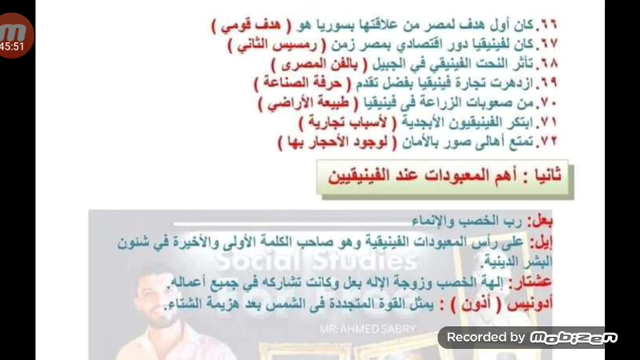 45:51
٦٦. كان أول هدف لمصر من علاقتها بسوريا هو ( هدف قومي )
٦٧. كان لفينيقيا دور اقتصادي بمصر زمن ( رمسيس الثاني )
٦٨. تأثر النحت الفينيقي في الجبيل ( بالفن المصرى )
٦٩. ازدهرت تجارة فينيقيا بفضل تقدم ( حرفة الصناعة )
٧٠. من صعوبات الزراعة فى فينيقيا ( طبيعة الأراضي )
٧١. ابتكر الفينيقيون الأبجدية ( لأسباب تجارية )
٧٢. تمتع أهالى صور بالأمان ( لوجود الأحجار بها )
ثانيا : أهم المعبودات عند الفينيقيين
بعل: رب الخصب والإنماء
إيل: على رأس المعبودات الفينيقية وهو صاحب الكلمة الأولى والأخيرة في شئون
البشر الدينية.
عشتار: إلهة الخصب وزوجة الإله بعل وكانت تشاركه في جميع أعماله.
أدونيس ( أذون ) : يمثل القوة المتجددة فى الشمس بعد هزيمة الشتاء.
Social Studies
MR: AHMED SABRY
Recorded by mobizen